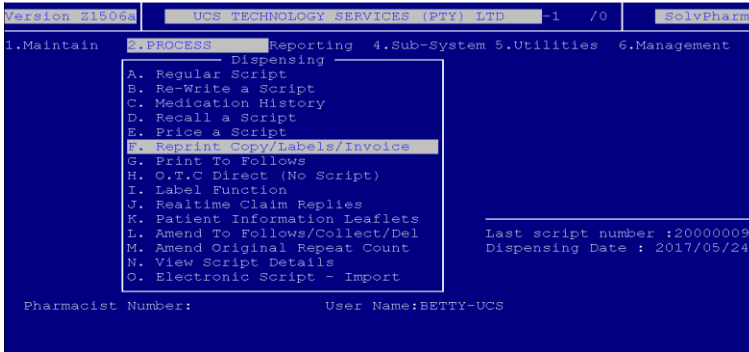 Version Z1506a UCS TECHNOLOGY SERVICES (PTY) LTD -1 /0 SolvPharm
1.Maintain 2.PROCESS Reporting 4.Sub-System 5.Utilities 6.Management
Dispensing
A. Regular Script
B. Re-Write a Script
C. Medication History
D. Recall a Script
E. Price a Script
F. Reprint Copy/Labels/Invoice
G. Print To Follows
H. O.T.C Direct (No Script)
I. Label Function
J. Realtime Claim Replies
K. Patient Information Leaflets
L. Amend To Follows/Collect/Del Last script number :20000009
M. Amend Original Repeat Count Dispensing Date : 2017/05/24
N. View Script Details
O. Electronic Script - Import
Pharmacist Number: User Name:BETTY-UCS